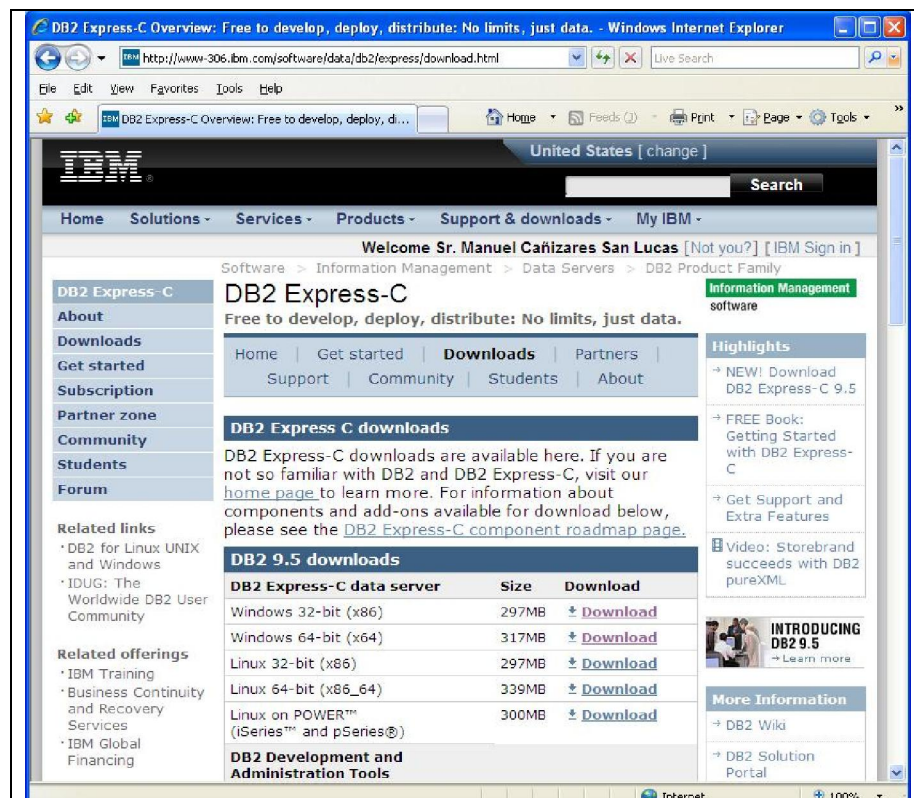 DB2 Express-C Overview: Free to develop, deploy, distribute: No limits, just data. - Windows Internet Explorer
http://www-306.ibm.com/software/data/db2/express/download.html
Live Search
File Edit View Favorites Tools Help
DB2 Express-C Overview: Free to develop, deploy, di...
Home
Feeds (J)
Print
Page
Tools
»
IBM
United States [ change ]
Search
Home
Solutions
Services
Products
Support & downloads
My IBM
Welcome Sr. Manuel Cañizares San Lucas [Not you?] [ IBM Sign in ]
Software > Information Management > Data Servers > DB2 Product Family
DB2 Express-C
About
Downloads
Get started
Subscription
Partner zone
Community
Students
Forum
Related links
· DB2 for Linux UNIX
and Windows
· IDUG: The
Worldwide DB2 User
Community
Related offerings
· IBM Training
· Business Continuity
and Recovery
Services
· IBM Global
Financing
DB2 Express-C
Free to develop, deploy, distribute: No limits, just data.
Home | Get started | Downloads | Partners |
Support | Community | Students | About
DB2 Express C downloads
DB2 Express-C downloads are available here. If you are
not so familiar with DB2 and DB2 Express-C, visit our
home page to learn more. For information about
components and add-ons available for download below,
please see the DB2 Express-C component roadmap page.
DB2 9.5 downloads
DB2 Express-C data server Size Download
Windows 32-bit (x86) 297MB Download
Windows 64-bit (x64) 317MB Download
Linux 32-bit (x86) 297MB Download
Linux 64-bit (x86_64) 339MB Download
Linux on POWER™ 300MB Download
(iSeries™ and pSeries®)
DB2 Development and
Administration Tools
Information Management
software
Highlights
NEW! Download
DB2 Express-C 9.5
FREE Book:
Getting Started
with DB2 Express-
C
Get Support and
Extra Features
Video: Storebrand
succeeds with DB2
pureXML
INTRODUCING
DB2 9.5
Learn more
More Information
DB2 Wiki
DB2 Solution
Portal
Internet
100%